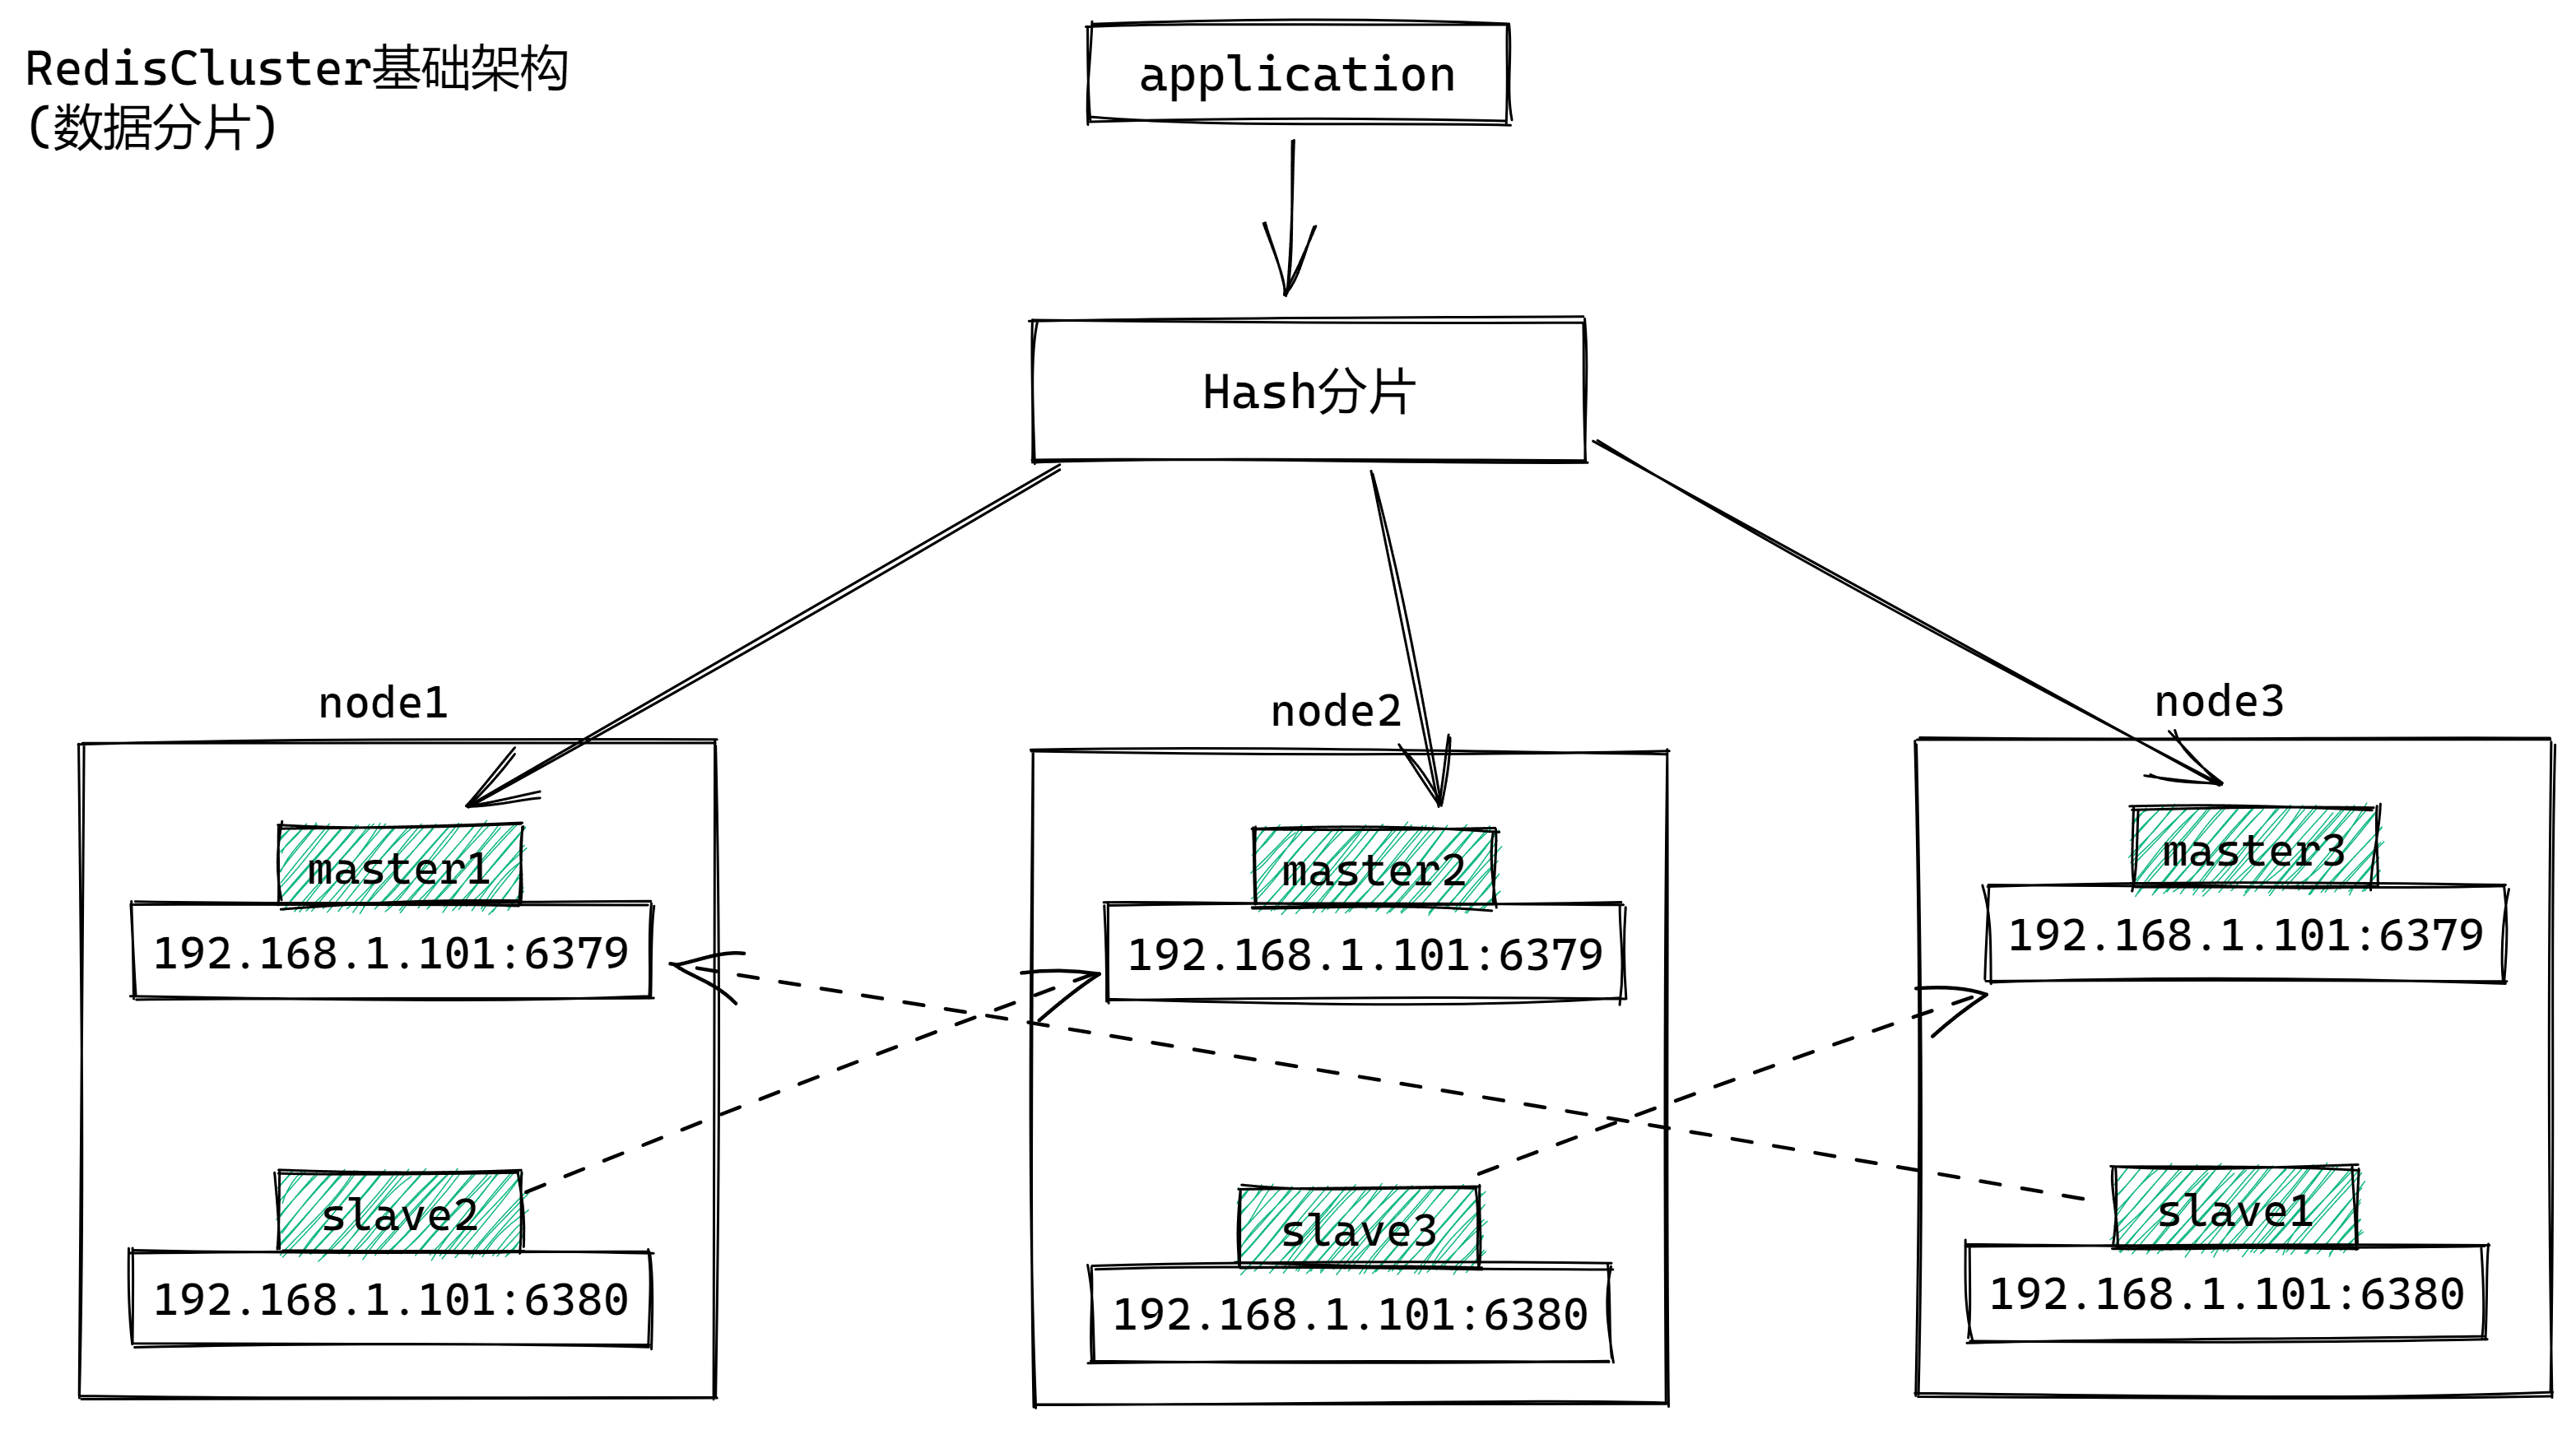 RedisCluster基础架构
(数据分片)
application
Hash分片
node1
node2
node3
master1
192.168.1.101:6379
master2
192.168.1.101:6379
master3
192.168.1.101:6379
slave2
192.168.1.101:6380
slave3
192.168.1.101:6380
slave1
192.168.1.101:6380